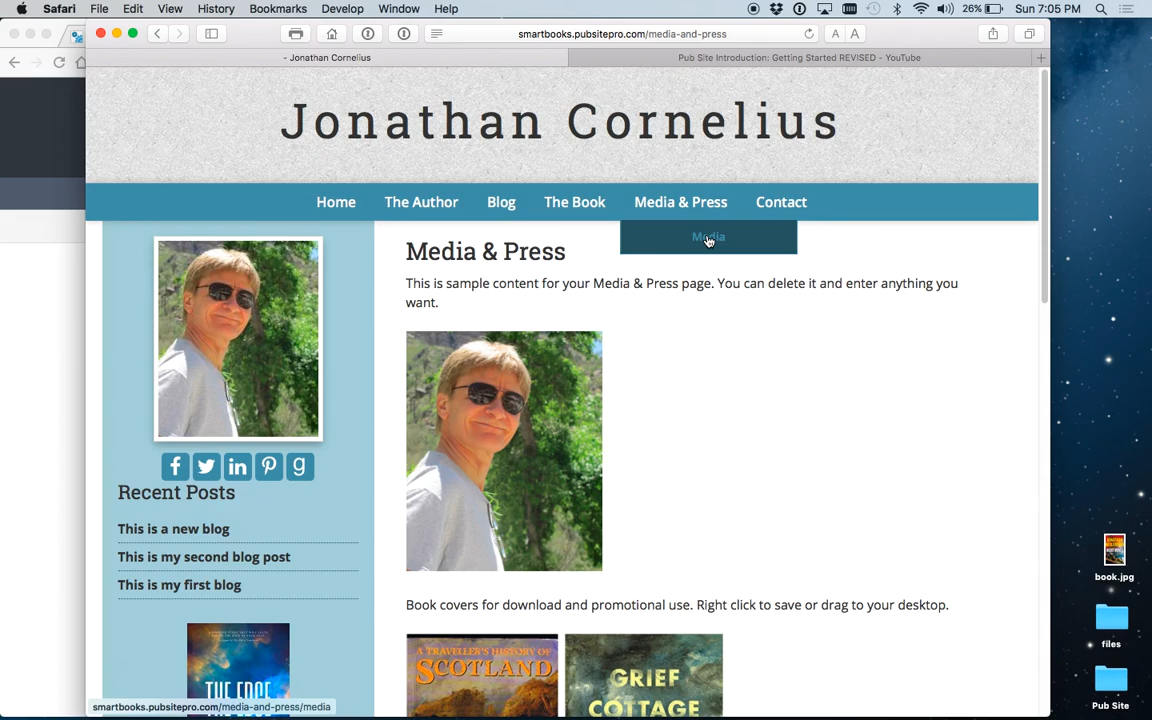 Safari File Edit View History Bookmarks Develop Window Help 26% Sun 7:05 PM
smartbooks.pubsitepro.com/media-and-press A A
- Jonathan Cornelius Pub Site Introduction: Getting Started REVISED - YouTube
Jonathan Cornelius
Home The Author Blog The Book Media & Press Contact
Media
Media & Press
This is sample content for your Media & Press page. You can delete it and enter anything you
want.
Recent Posts
This is a new blog
This is my second blog post
This is my first blog
Book covers for download and promotional use. Right click to save or drag to your desktop.
A TRAVELLER'S HISTORY OF
SCOTLAND
GRIEF
COTTAGE
THE EDGE
smartbooks.pubsitepro.com/media-and-press/media
book.jpg
files
Pub Site